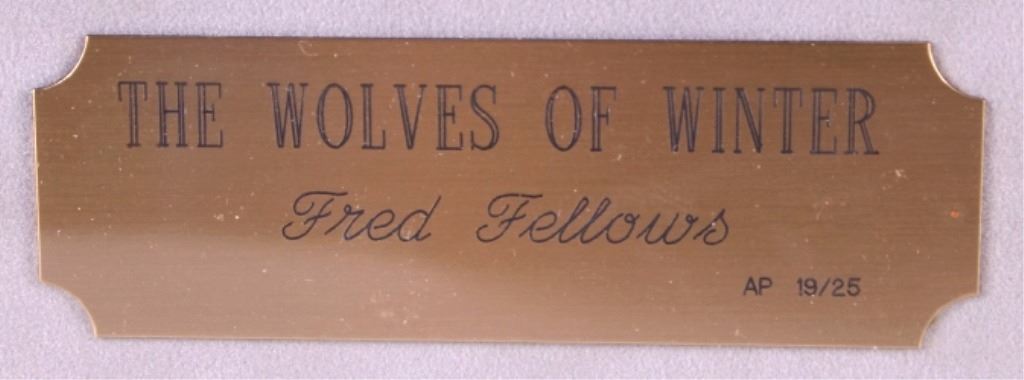 THE WOLVES OF WINTER
Fred Fellows
AP 19/25